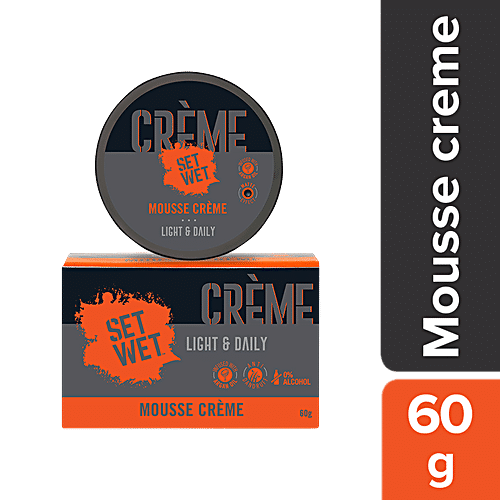 CRÈME
SET
WET
MOUSSE CRÈME
LIGHT & DAILY
CRÈME
SET
WET
LIGHT & DAILY
0%
ALCOHOL
MOUSSE CRÈME
60g
Mousse creme
60
g